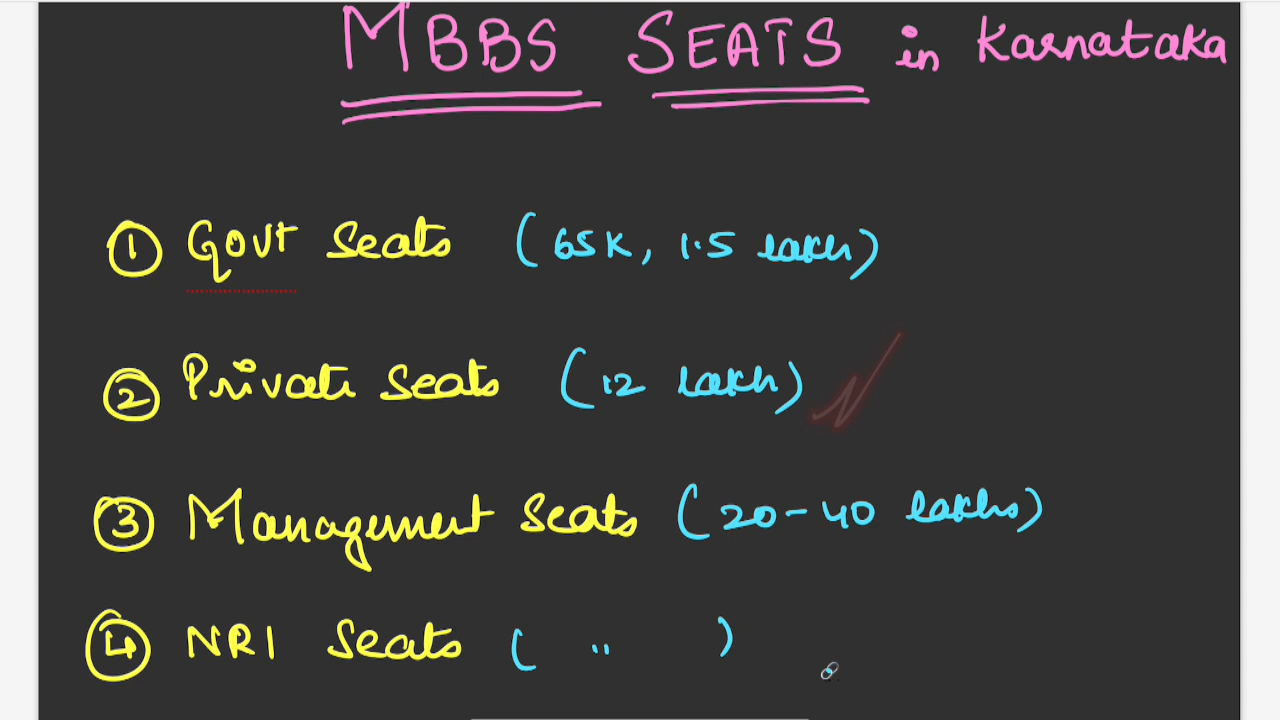 MBBS SEATS in Karnataka
① Govt Seats (65K, 1.5 lakh)
② Private Seats (12 lakh)
③ Management Seats (20-40 lakhs)
④ NRI Seats ( " )